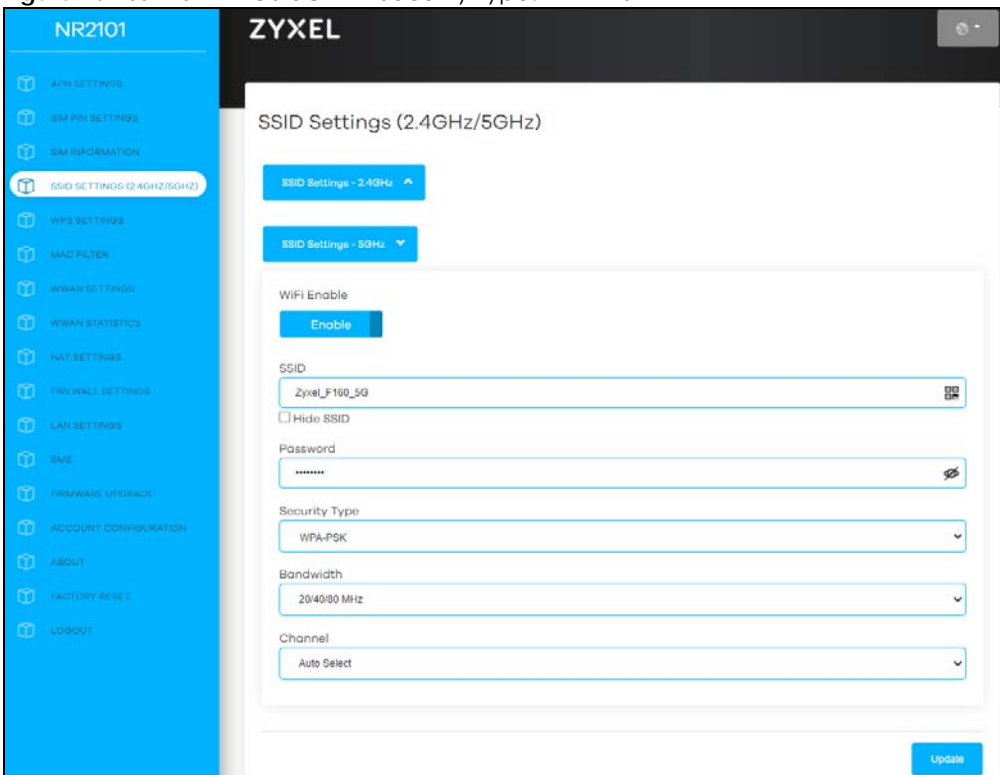 NR2101
ZYXEL
APN SETTINGS
SIM PIN SETTINGS
SIM INFORMATION
SSID SETTINGS (2.4GHZ/5GHZ)
WPS SETTINGS
MAC FILTER
WWAN SETTINGS
WWAN STATISTICS
NAT SETTINGS
FIREWALL SETTINGS
LAN SETTINGS
SMS
FIRMWARE UPGRADE
ACCOUNT CONFIGURATION
ABOUT
FACTORY RESET
LOGOUT
SSID Settings (2.4GHz/5GHz)
SSID Settings - 2.4GHz
SSID Settings - 5GHz
WiFi Enable
Enable
SSID
Zyxel_F160_5G
Hide SSID
Password
••••••••
Security Type
WPA-PSK
Bandwidth
20/40/80 MHz
Channel
Auto Select
Update